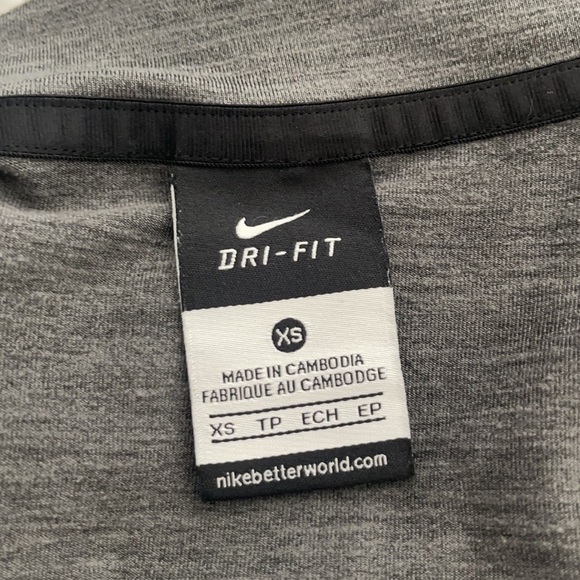 DRI-FIT
XS
MADE IN CAMBODIA
FABRIQUE AU CAMBODGE
XS TP ECH EP
nikebetterworld.com